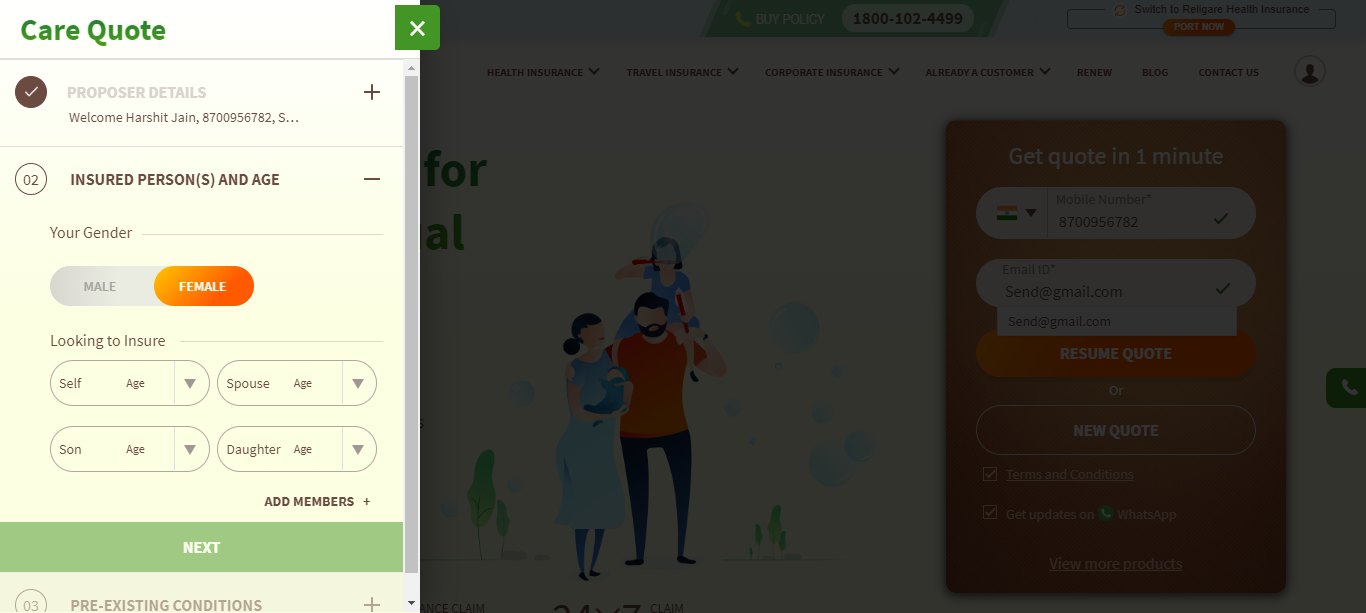 Care Quote
×
PROPOSER DETAILS
Welcome Harshit Jain, 8700956782, S...
02
INSURED PERSON(S) AND AGE
Your Gender
MALE
FEMALE
Looking to Insure
Self Age
Spouse Age
Son Age
Daughter Age
ADD MEMBERS +
NEXT
03
PRE-EXISTING CONDITIONS
BUY POLICY
1800-102-4499
Switch to Religare Health Insurance
PORT NOW
HEALTH INSURANCE
TRAVEL INSURANCE
CORPORATE INSURANCE
ALREADY A CUSTOMER
RENEW
BLOG
CONTACT US
for
al
Get quote in 1 minute
Mobile Number*
8700956782
Email ID*
Send@gmail.com
Send@gmail.com
RESUME QUOTE
Or
NEW QUOTE
Terms and Conditions
Get updates on WhatsApp
View more products
ANCE CLAIM
24x7
CLAIM